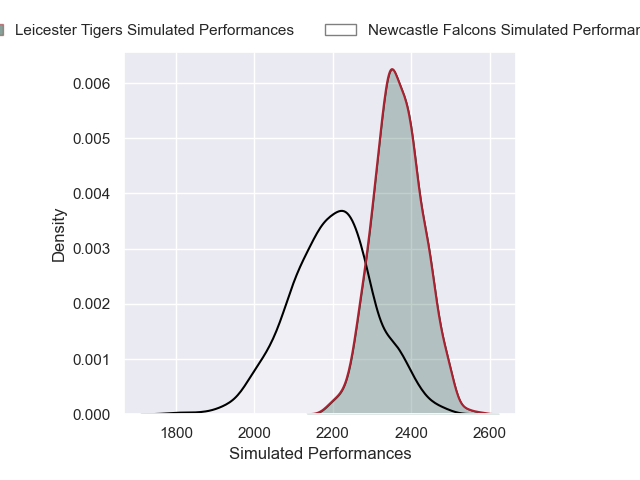 Leicester Tigers Simulated Performances
Newcastle Falcons Simulated
0.006
0.005
0.004
0.003
0.002
0.001
0.000
Density
1800 2000 2200 2400 2600
Simulated Performances